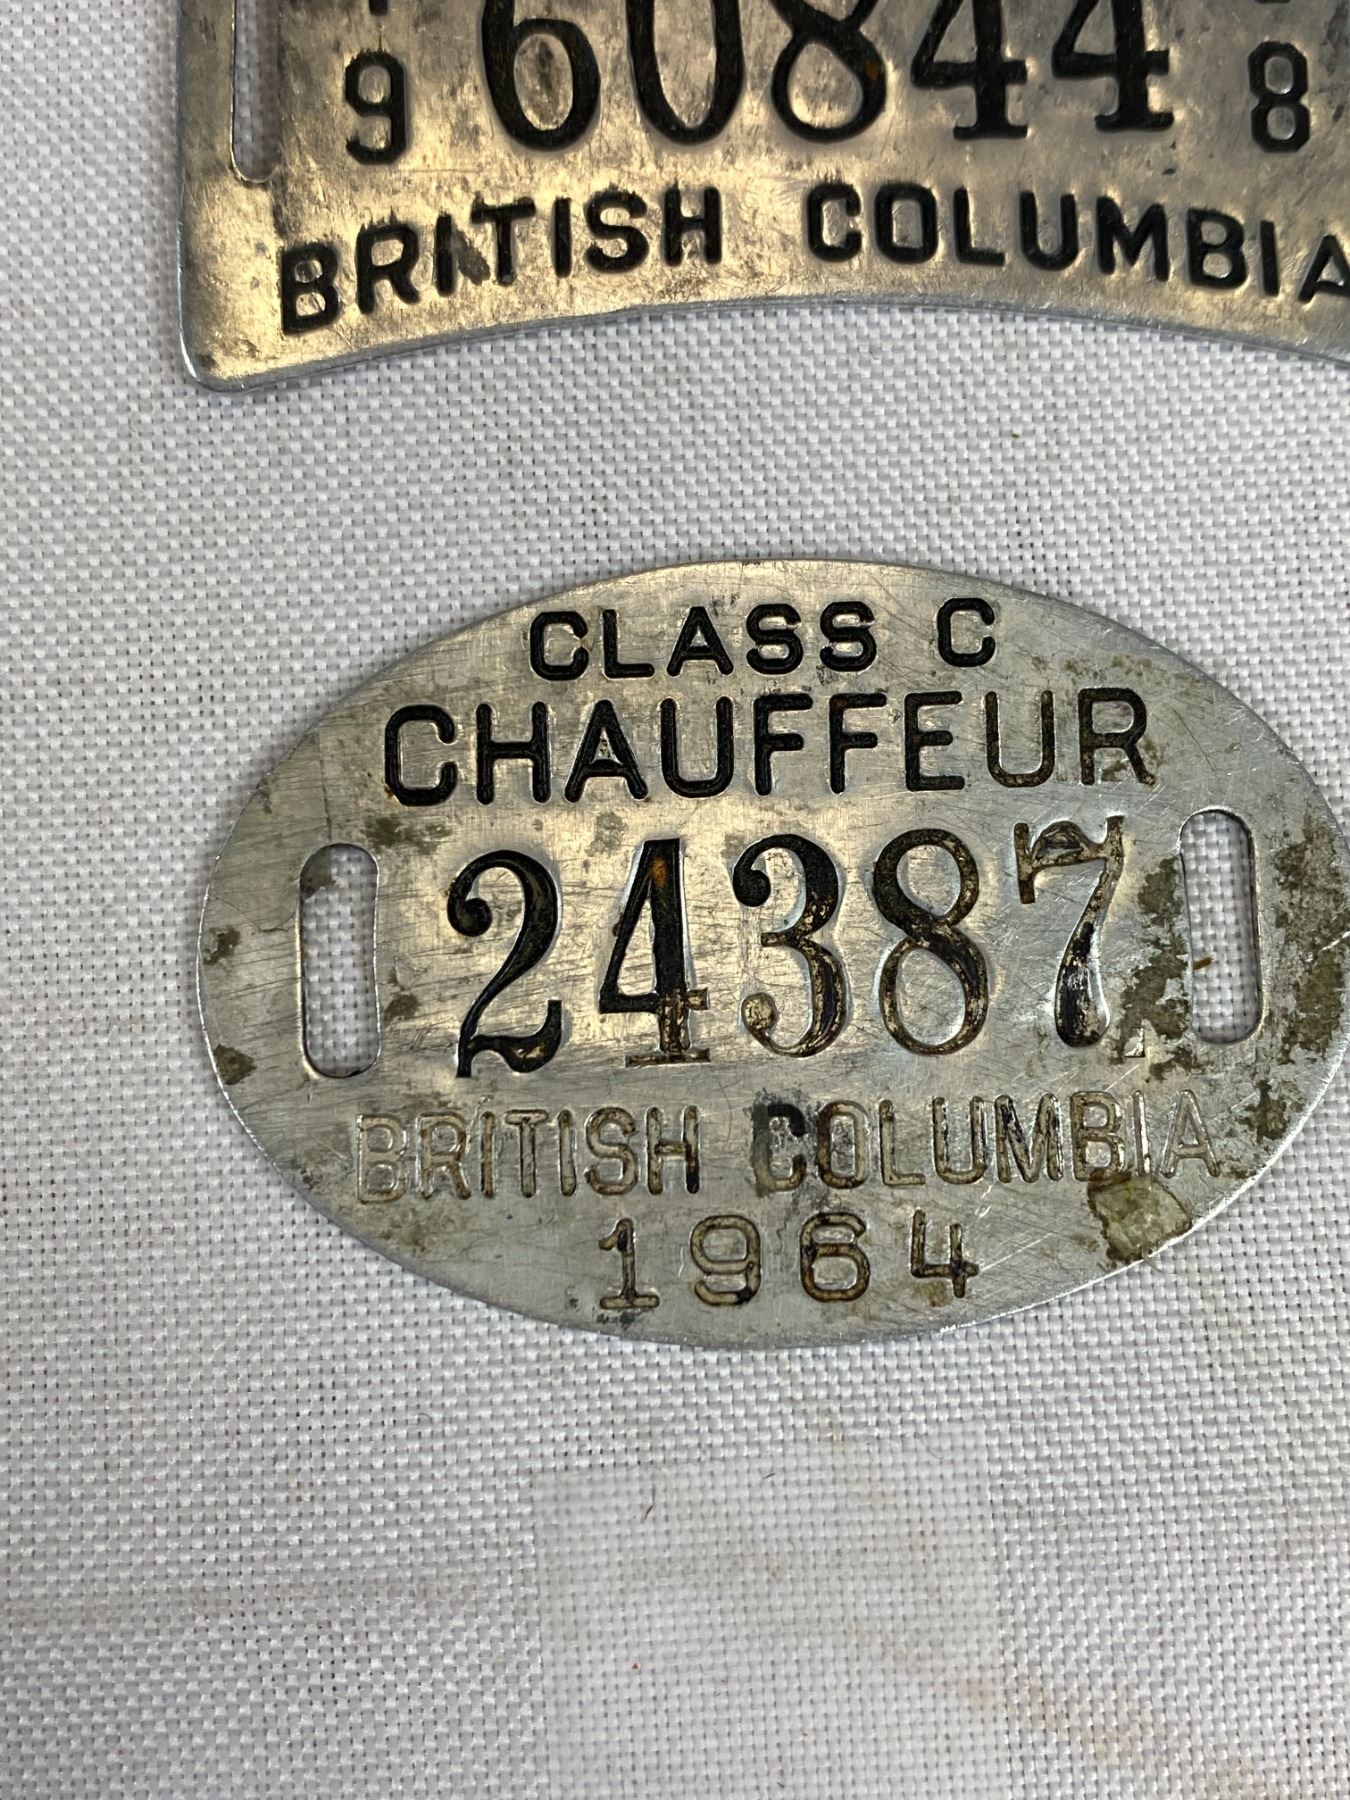 9 60844 8
BRITISH COLUMBIA
CLASS C
CHAUFFEUR
24387
BRITISH COLUMBIA
1964